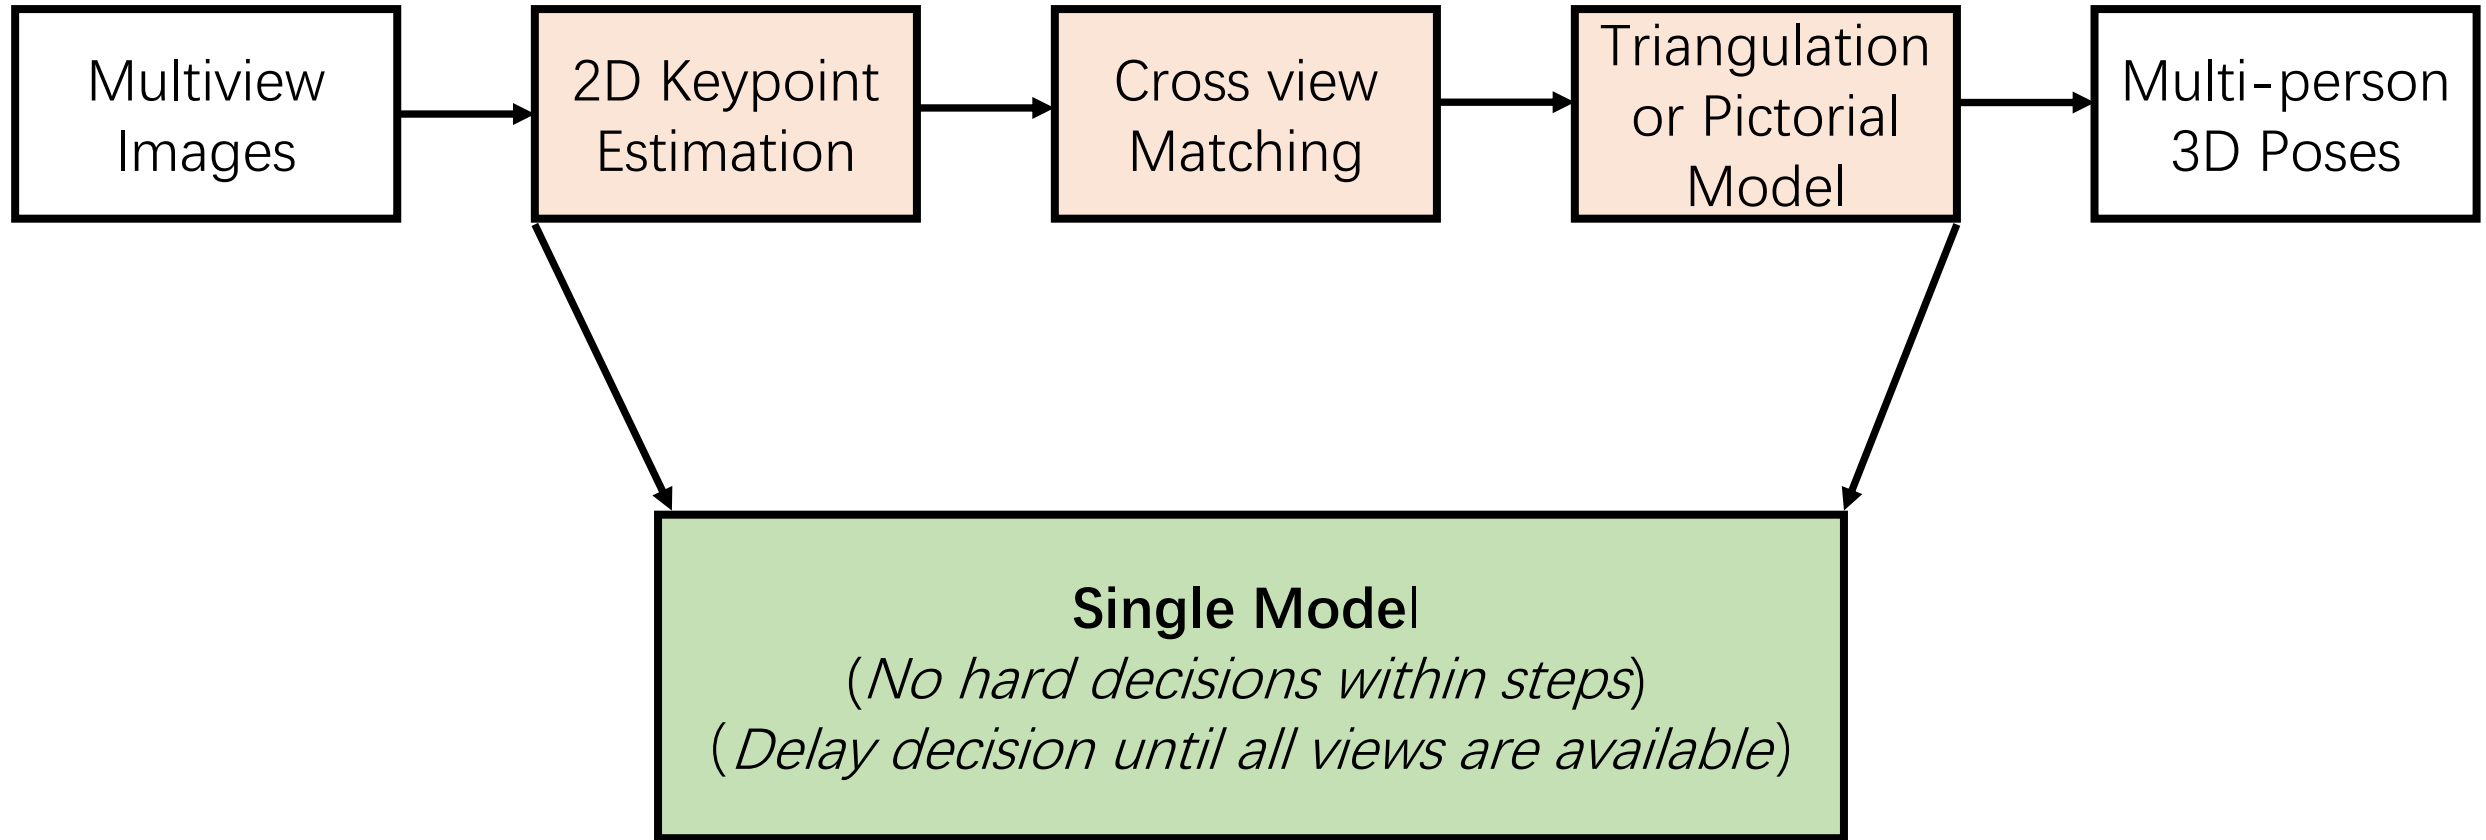 Multiview
Images
2D Keypoint
Estimation
Cross view
Matching
Triangulation
or Pictorial
Model
Multi-person
3D Poses
Single Model
(No hard decisions within steps)
(Delay decision until all views are available)